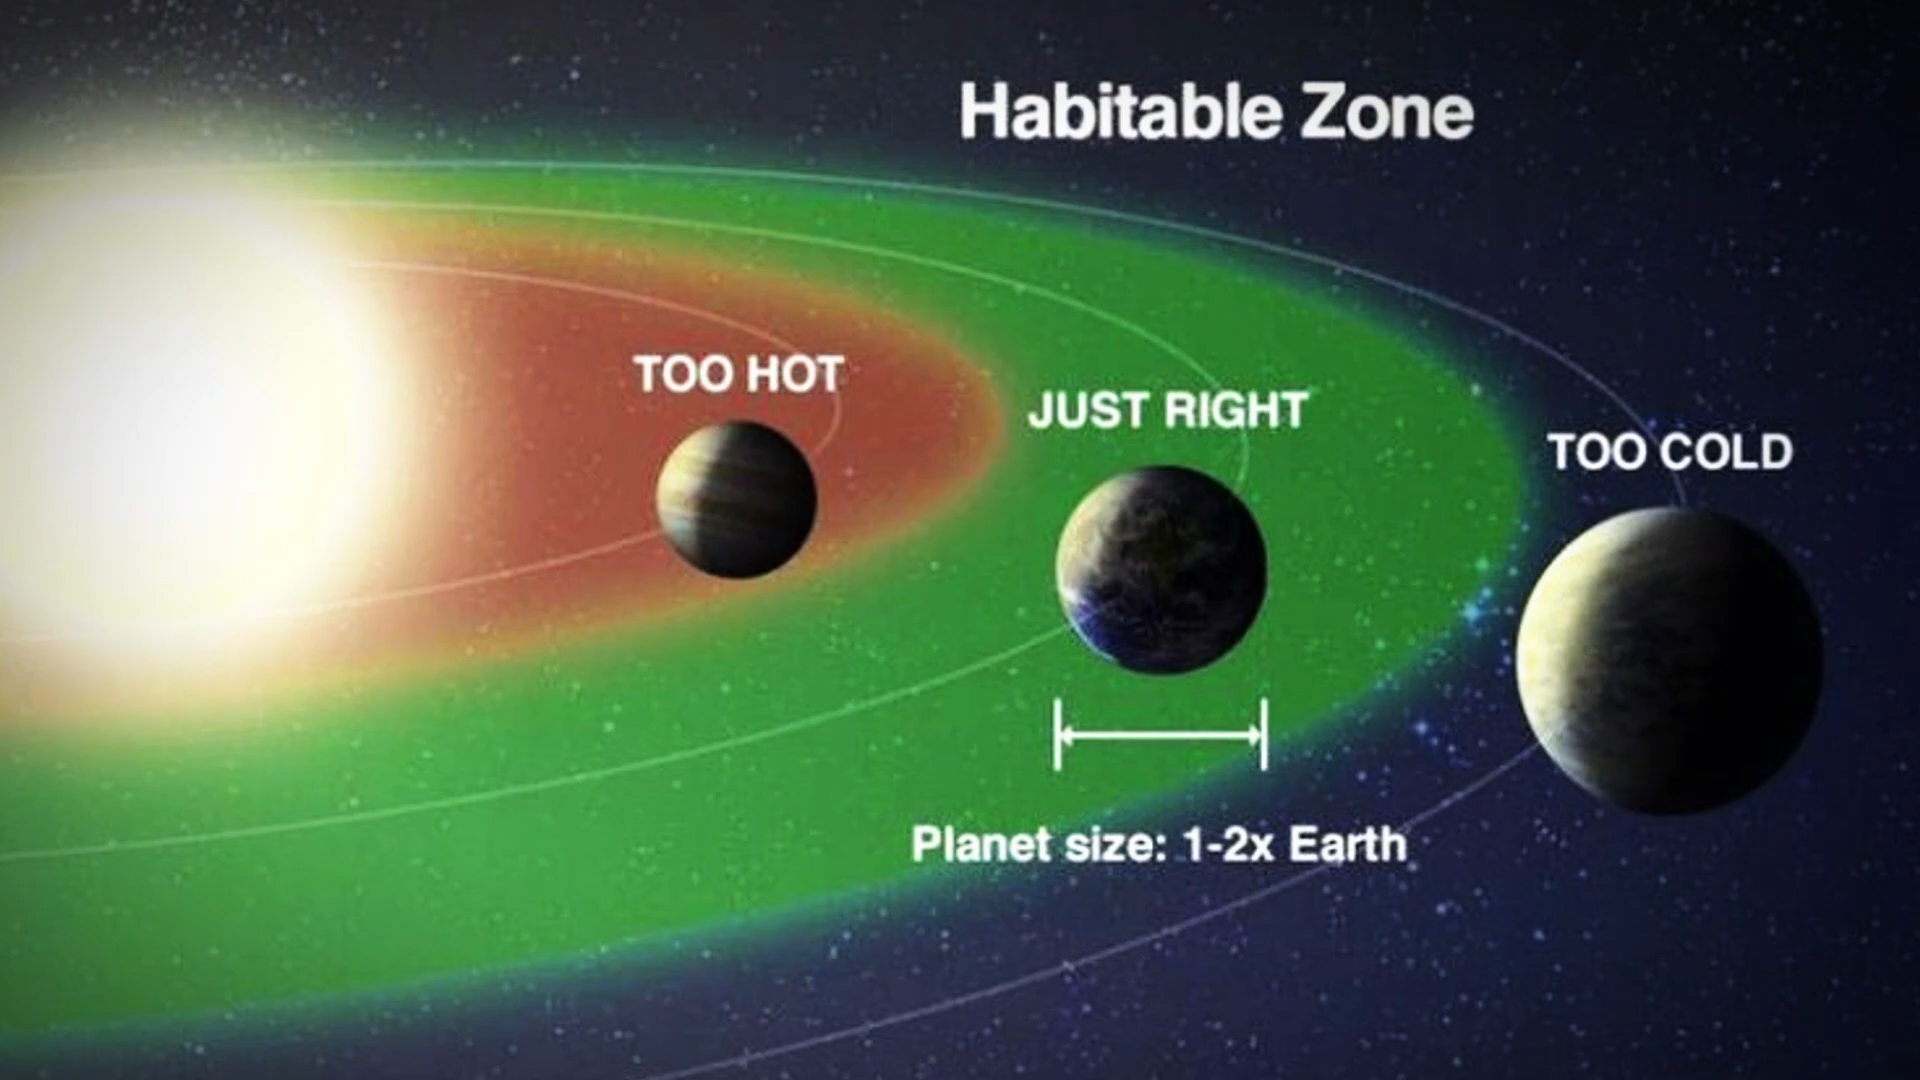 Habitable Zone
TOO HOT
JUST RIGHT
TOO COLD
Planet size: 1-2x Earth